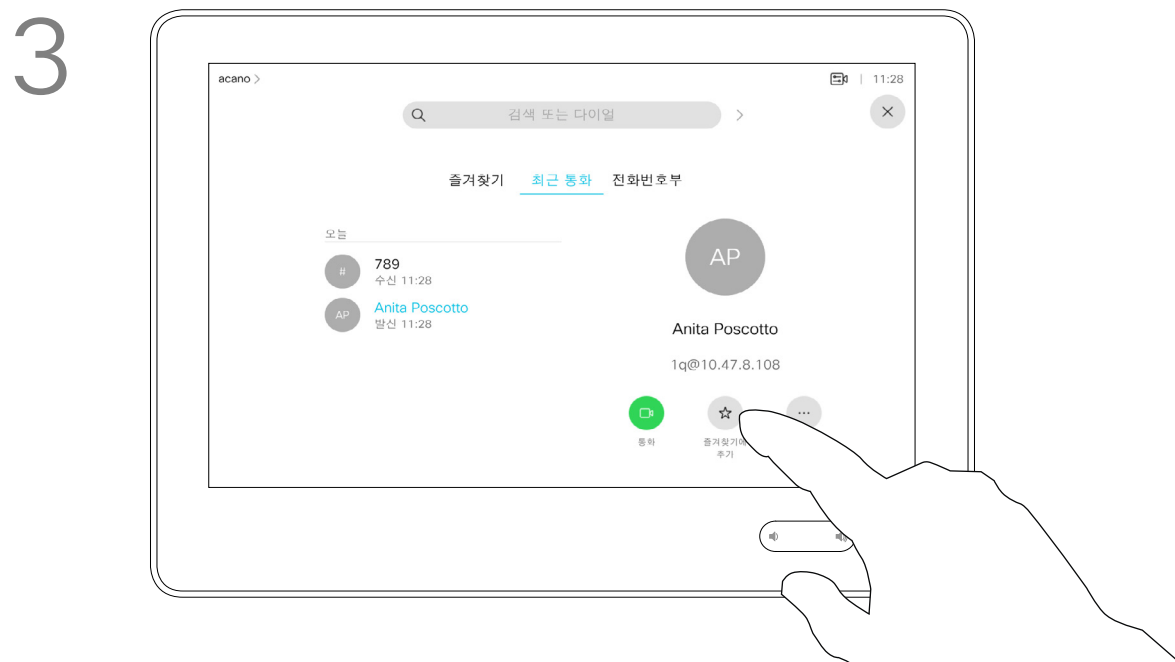 3
acano >
11:28
검색 또는 다이얼
즐겨찾기 최근 통화 전화번호부
오늘
#
789
수신 11:28
AP
Anita Poscotto
발신 11:28
AP
Anita Poscotto
1q@10.47.8.108
통화
즐겨찾기에
추가